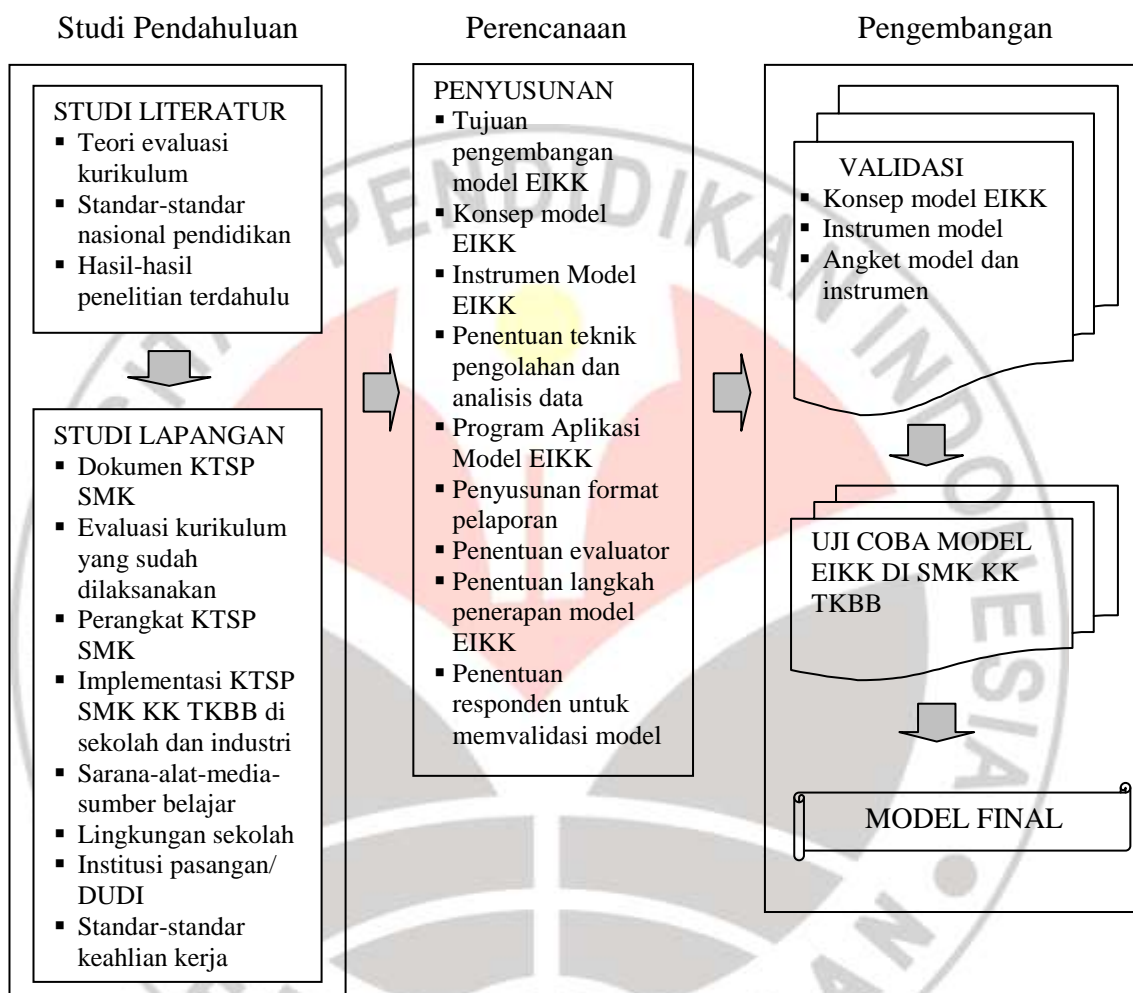 Studi Pendahuluan
STUDI LITERATUR
▪ Teori evaluasi
kurikulum
▪ Standar-standar
nasional pendidikan
▪ Hasil-hasil
penelitian terdahulu
STUDI LAPANGAN
▪ Dokumen KTSP
SMK
▪ Evaluasi kurikulum
yang sudah
dilaksanakan
▪ Perangkat KTSP
SMK
▪ Implementasi KTSP
SMK KK TKBB di
sekolah dan industri
▪ Sarana-alat-media-
sumber belajar
▪ Lingkungan sekolah
▪ Institusi pasangan/
DUDI
▪ Standar-standar
keahlian kerja
Perencanaan
PENYUSUNAN
▪ Tujuan
pengembangan
model EIKK
▪ Konsep model
EIKK
▪ Instrumen Model
EIKK
▪ Penentuan teknik
pengolahan dan
analisis data
▪ Program Aplikasi
Model EIKK
▪ Penyusunan format
pelaporan
▪ Penentuan evaluator
▪ Penentuan langkah
penerapan model
EIKK
▪ Penentuan
responden untuk
memvalidasi model
Pengembangan
VALIDASI
▪ Konsep model EIKK
▪ Instrumen model
▪ Angket model dan
instrumen
UJI COBA MODEL
EIKK DI SMK KK
TKBB
MODEL FINAL
PENDIDIKAN INDONESIA